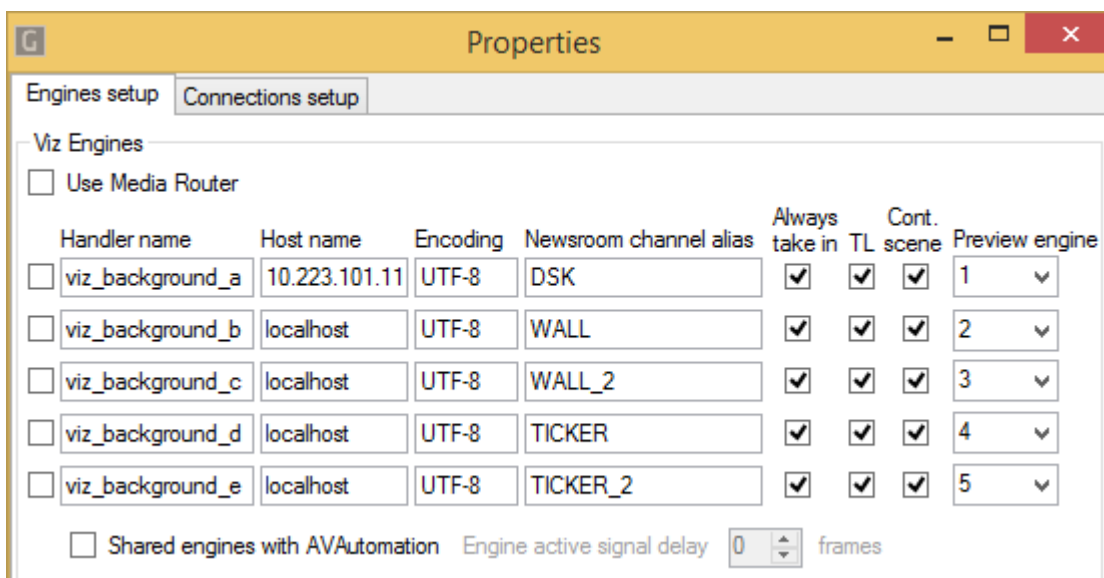 G Properties
Engines setup Connections setup
Viz Engines
Use Media Router
Always Cont.
Handler name Host name Encoding Newsroom channel alias take in TL scene Preview engine
viz_background_a 10.223.101.11 UTF-8 DSK 1
viz_background_b localhost UTF-8 WALL 2
viz_background_c localhost UTF-8 WALL_2 3
viz_background_d localhost UTF-8 TICKER 4
viz_background_e localhost UTF-8 TICKER_2 5
Shared engines with AVAutomation Engine active signal delay 0 frames